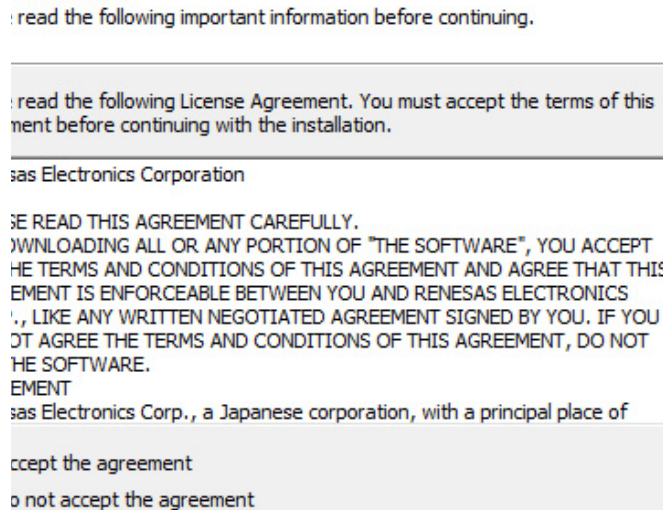 read the following important information before continuing.
read the following License Agreement. You must accept the terms of this
ment before continuing with the installation.
sas Electronics Corporation
SE READ THIS AGREEMENT CAREFULLY.
OWNLOADING ALL OR ANY PORTION OF "THE SOFTWARE", YOU ACCEPT
HE TERMS AND CONDITIONS OF THIS AGREEMENT AND AGREE THAT THIS
EMENT IS ENFORCEABLE BETWEEN YOU AND RENESAS ELECTRONICS
P., LIKE ANY WRITTEN NEGOTIATED AGREEMENT SIGNED BY YOU. IF YOU
OT AGREE THE TERMS AND CONDITIONS OF THIS AGREEMENT, DO NOT
HE SOFTWARE.
EMENT
sas Electronics Corp., a Japanese corporation, with a principal place of
ccept the agreement
o not accept the agreement